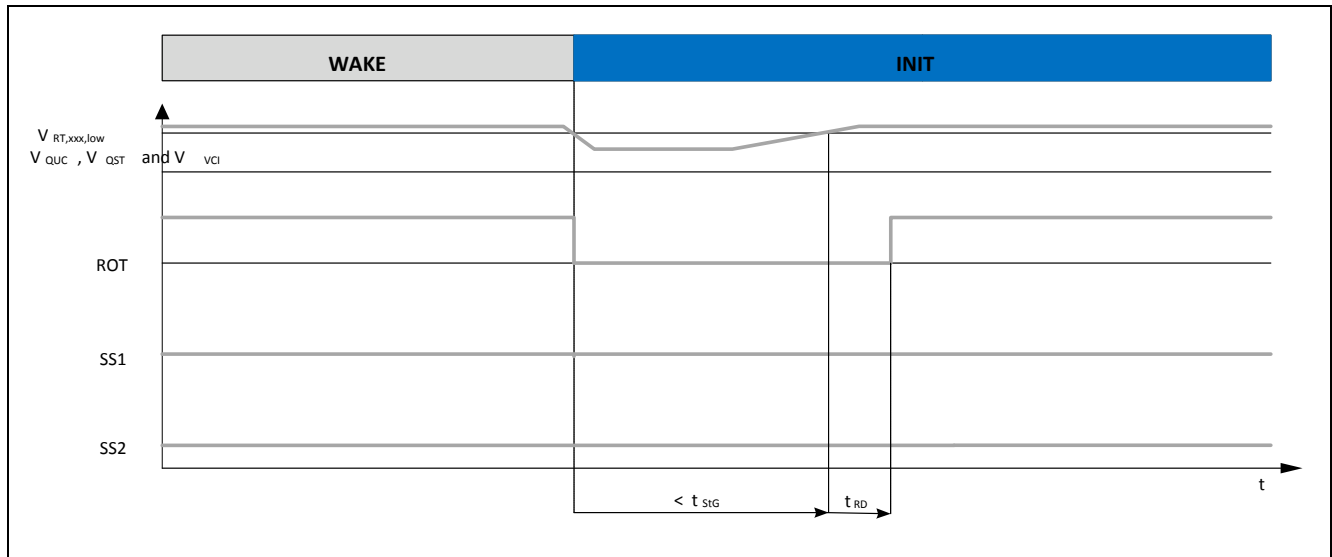 WAKE
INIT
V RT,xxx,low
V QUC , V QST and V VCI
ROT
SS1
SS2
t
< t StG
t RD